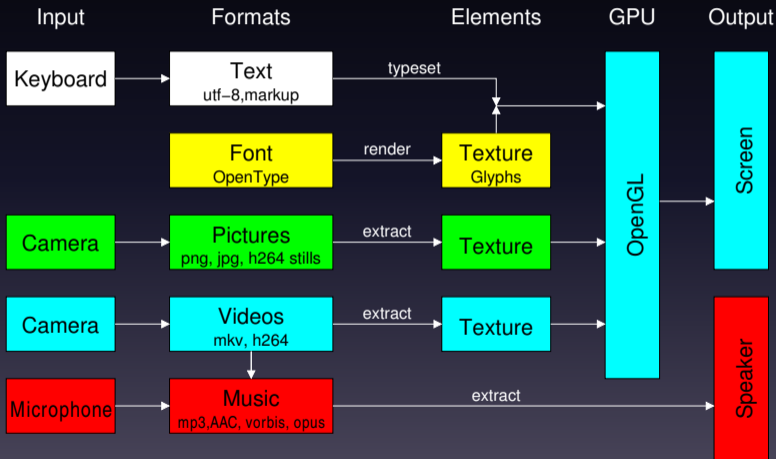 Input Formats Elements GPU Output
Keyboard
Text
utf-8,markup
typeset
Font
OpenType
render
Texture
Glyphs
Camera
Pictures
png, jpg, h264 stills
extract
Texture
Camera
Videos
mkv, h264
extract
Texture
Microphone
Music
mp3,AAC, vorbis, opus
extract
OpenGL
Screen
Speaker